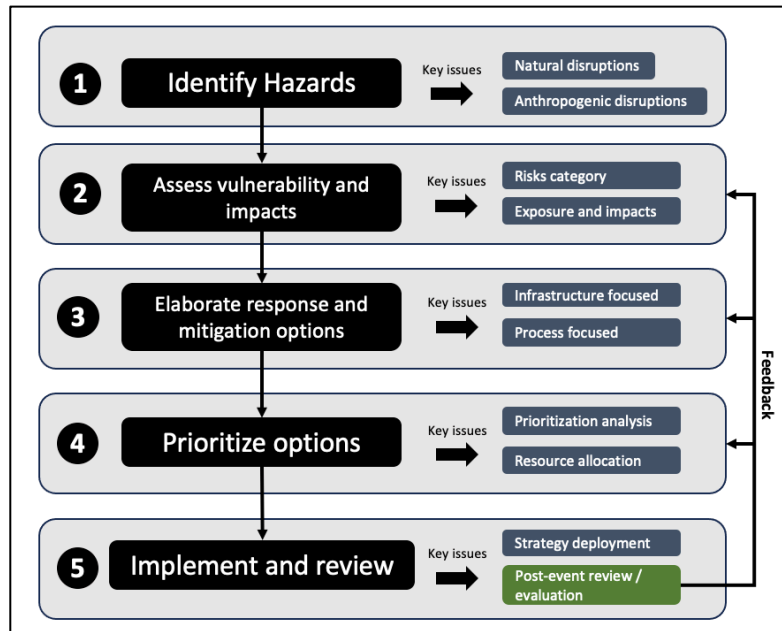 1
Identify Hazards
Key issues
Natural disruptions
Anthropogenic disruptions
2
Assess vulnerability and
impacts
Key issues
Risks category
Exposure and impacts
3
Elaborate response and
mitigation options
Key issues
Infrastructure focused
Process focused
4
Prioritize options
Key issues
Prioritization analysis
Resource allocation
5
Implement and review
Key issues
Strategy deployment
Post-event review /
evaluation
Feedback